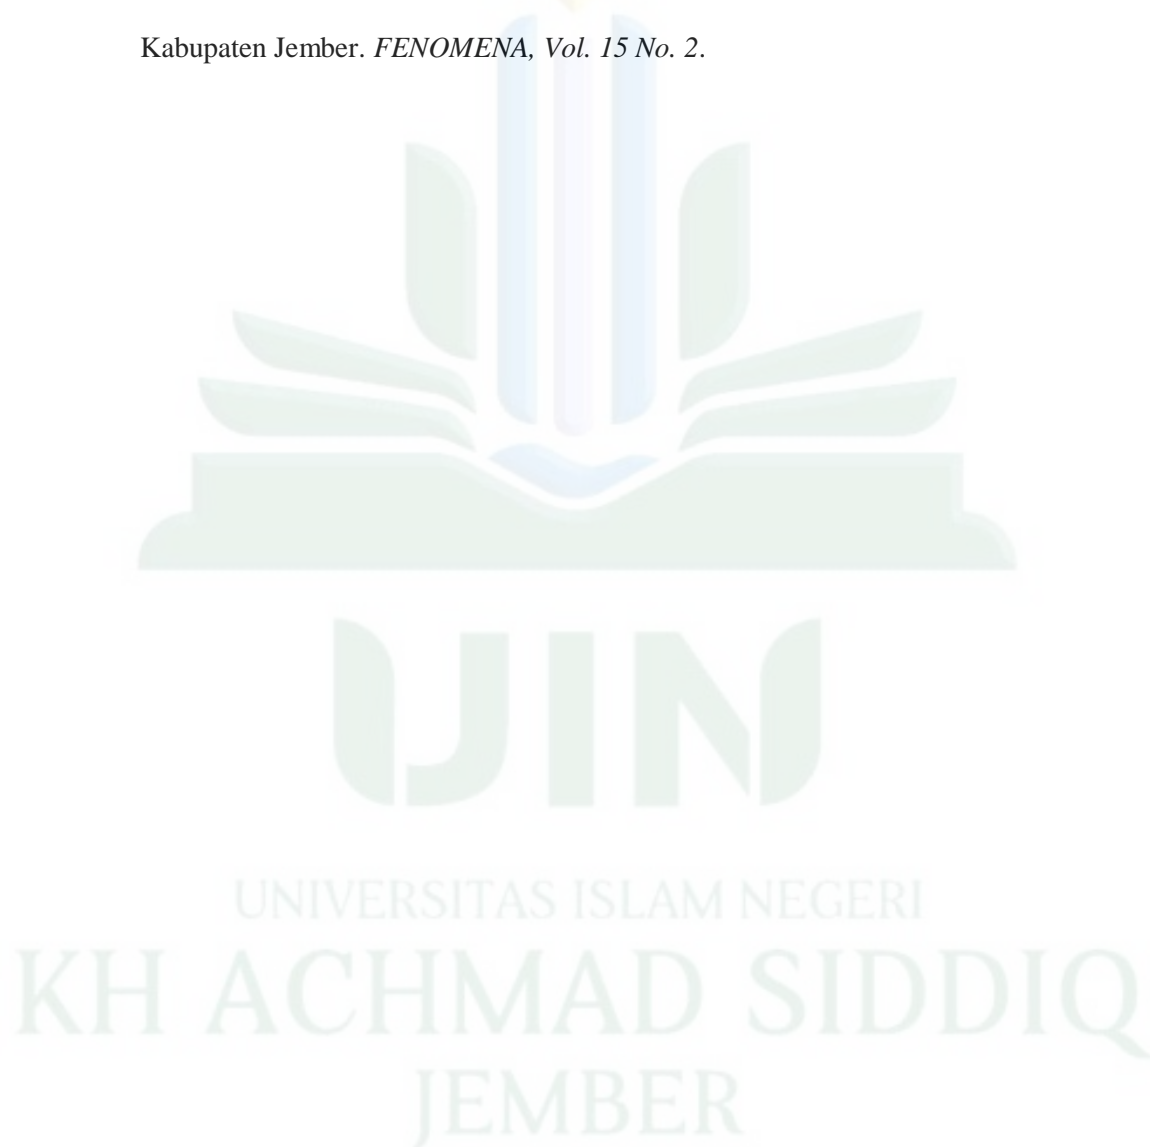 Kabupaten Jember. FENOMENA, Vol. 15 No. 2.
UIN
UNIVERSITAS ISLAM NEGERI
KH ACHMAD SIDDIQ
JEMBER